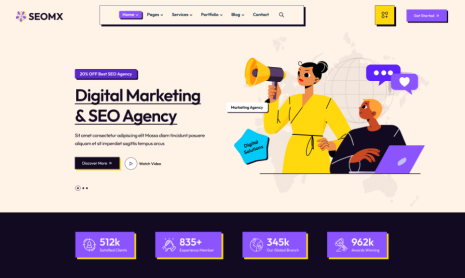 SEOMX
Home
Pages
Services
Portfolio
Blog
Contact
Get Started
20% OFF Best SEO Agency
Digital Marketing
& SEO Agency
Sit amet consectetur adipiscing elit Massa diam tincidunt posuere
aliquam et sit imperdiet sagittis tempus arcu
Discover More
Watch Video
Marketing Agency
Digital
Solutions
512k
Satisfied Clients
835+
Experience Member
345k
Our Global Branch
962k
Awards Winning